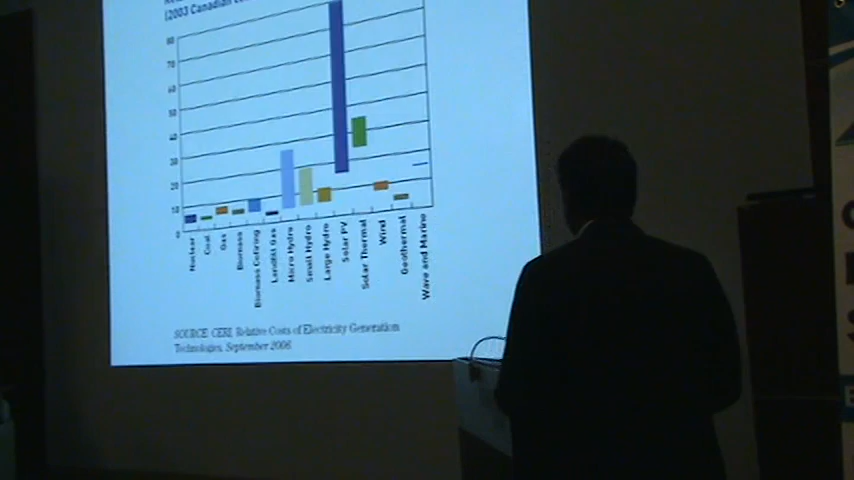 (2003 Canadian
80
70
60
50
40
30
20
10
0
Nuclear
Coal
Gas
Biomass
Biomass Cofiring
Landfill Gas
Micro Hydro
Small Hydro
Large Hydro
Solar PV
Solar Thermal
Wind
Geothermal
Wave and Marine
SOURCE: CERI, Relative Costs of Electricity Generation
Technologies, September 2006